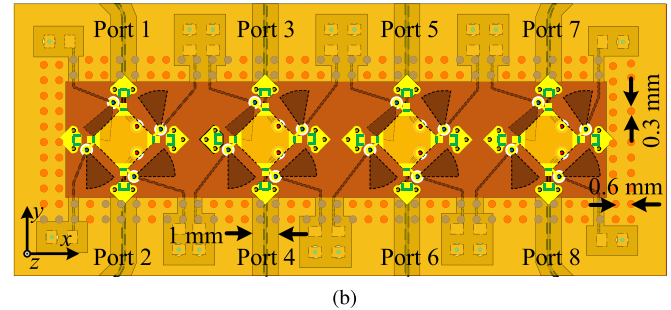 Port 1 Port 3 Port 5 Port 7
0.3 mm
0.6 mm
y
x
z
1 mm
Port 2 Port 4 Port 6 Port 8
(b)